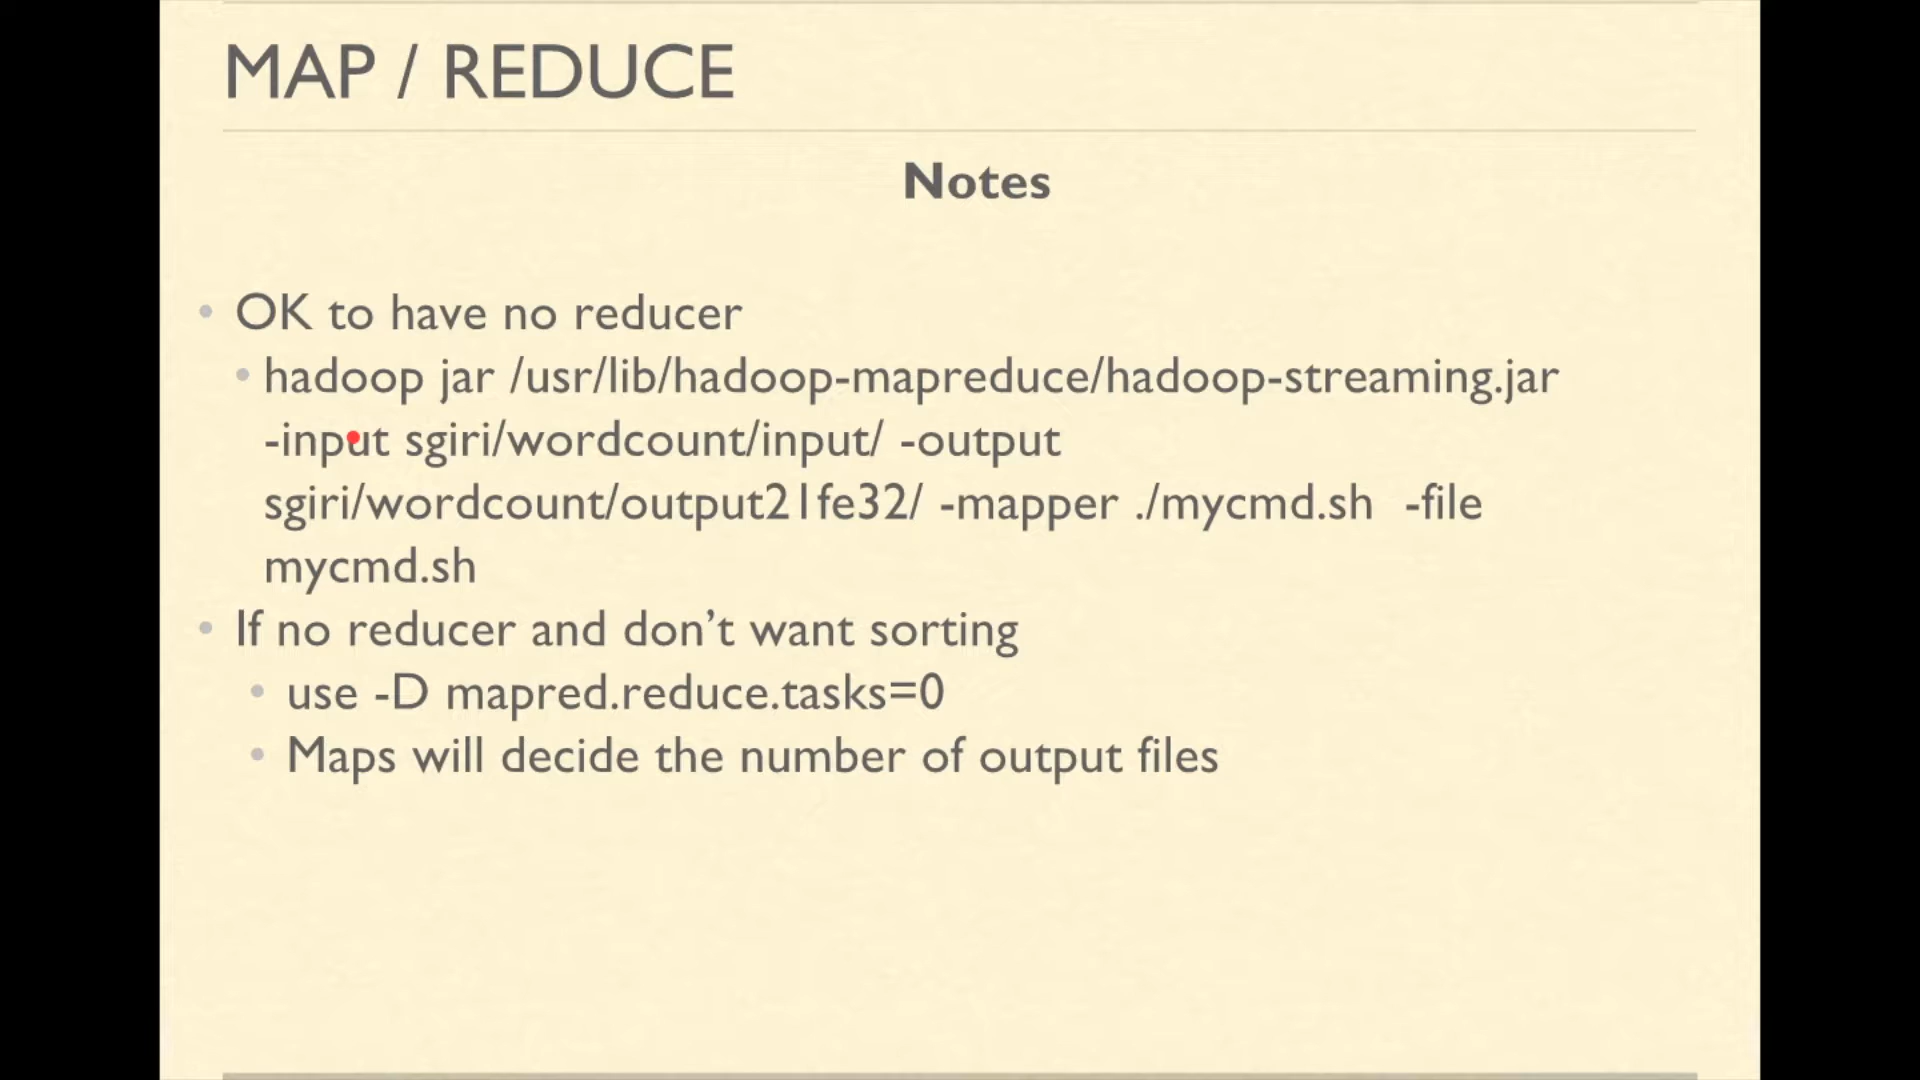 MAP / REDUCE
Notes
• OK to have no reducer
• hadoop jar /usr/lib/hadoop-mapreduce/hadoop-streaming.jar
-input sgiri/wordcount/input/ -output
sgiri/wordcount/output21fe32/ -mapper ./mycmd.sh -file
mycmd.sh
• If no reducer and don’t want sorting
• use -D mapred.reduce.tasks=0
• Maps will decide the number of output files